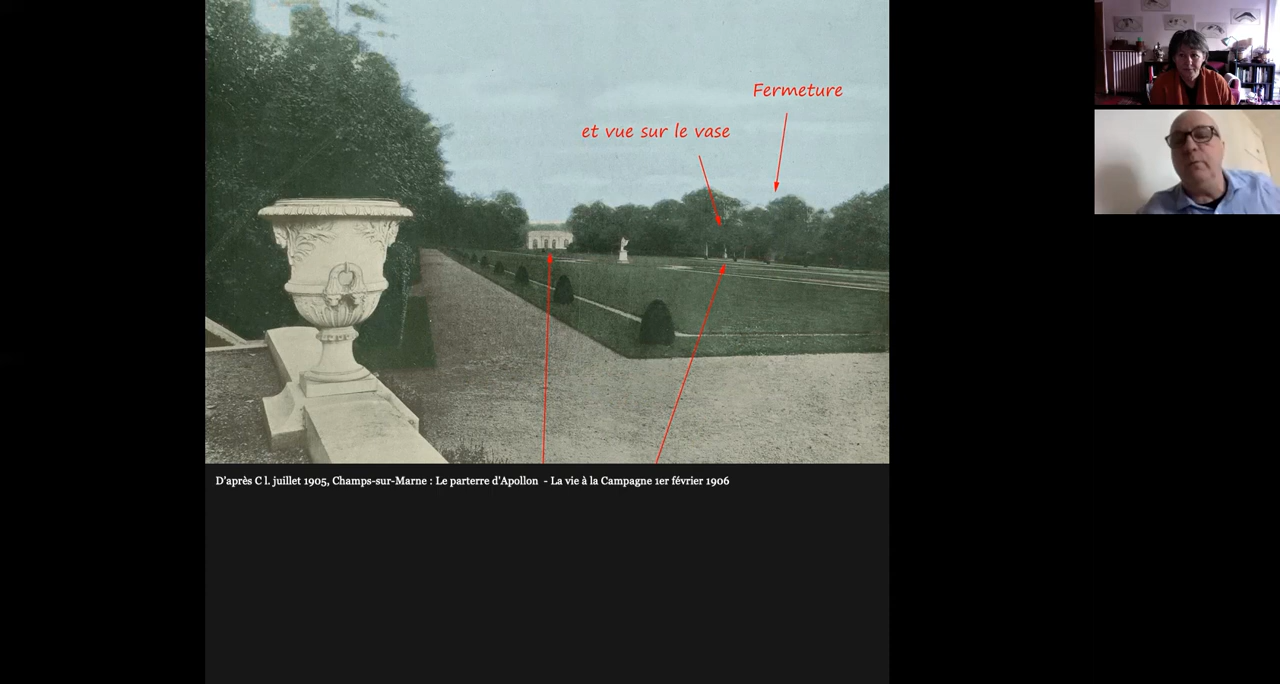 Fermeture
et vue sur le vase
D'après C l. juillet 1905, Champs-sur-Marne : Le parterre d'Apollon - La vie à la Campagne 1er février 1906